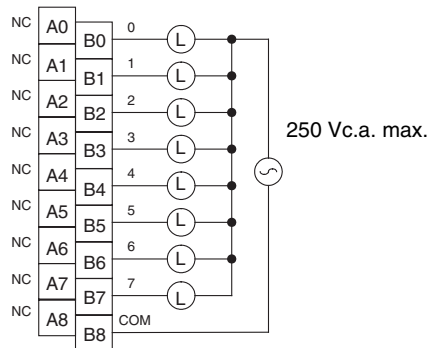 NC A0 B0 0 L
NC A1 B1 1 L
NC A2 B2 2 L
NC A3 B3 3 L
NC A4 B4 4 L
NC A5 B5 5 L
NC A6 B6 6 L
NC A7 B7 7 L
NC A8 B8 COM
250 Vc.a. max.